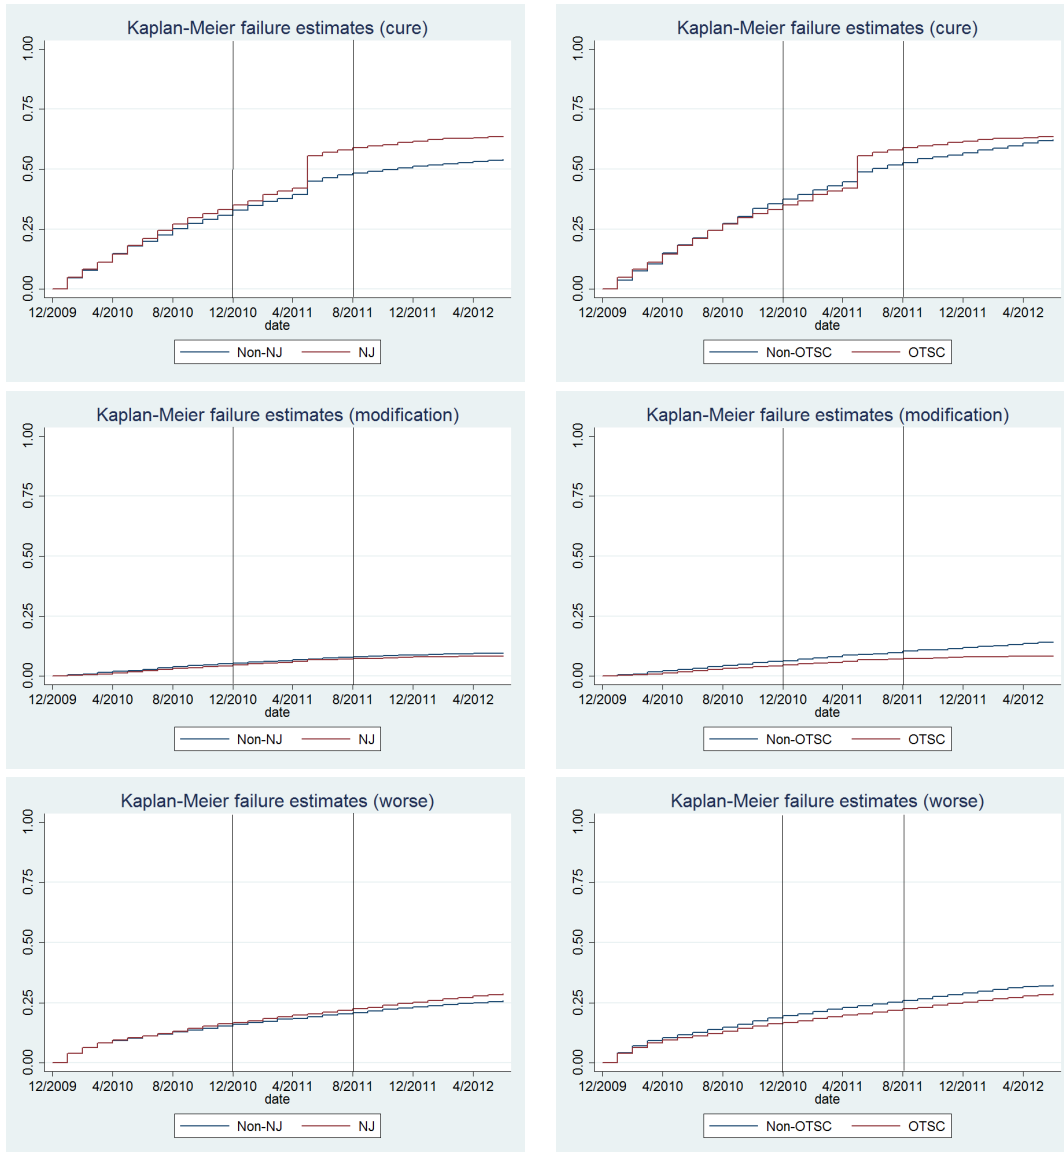 Kaplan-Meier failure estimates (cure)
1.00
0.75
0.50
0.25
0.00
12/2009 4/2010 8/2010 12/2010 4/2011 8/2011 12/2011 4/2012
date
Non-NJ NJ
Kaplan-Meier failure estimates (cure)
1.00
0.75
0.50
0.25
0.00
12/2009 4/2010 8/2010 12/2010 4/2011 8/2011 12/2011 4/2012
date
Non-OTSC OTSC
Kaplan-Meier failure estimates (modification)
1.00
0.75
0.50
0.25
0.00
12/2009 4/2010 8/2010 12/2010 4/2011 8/2011 12/2011 4/2012
date
Non-NJ NJ
Kaplan-Meier failure estimates (modification)
1.00
0.75
0.50
0.25
0.00
12/2009 4/2010 8/2010 12/2010 4/2011 8/2011 12/2011 4/2012
date
Non-OTSC OTSC
Kaplan-Meier failure estimates (worse)
1.00
0.75
0.50
0.25
0.00
12/2009 4/2010 8/2010 12/2010 4/2011 8/2011 12/2011 4/2012
date
Non-NJ NJ
Kaplan-Meier failure estimates (worse)
1.00
0.75
0.50
0.25
0.00
12/2009 4/2010 8/2010 12/2010 4/2011 8/2011 12/2011 4/2012
date
Non-OTSC OTSC